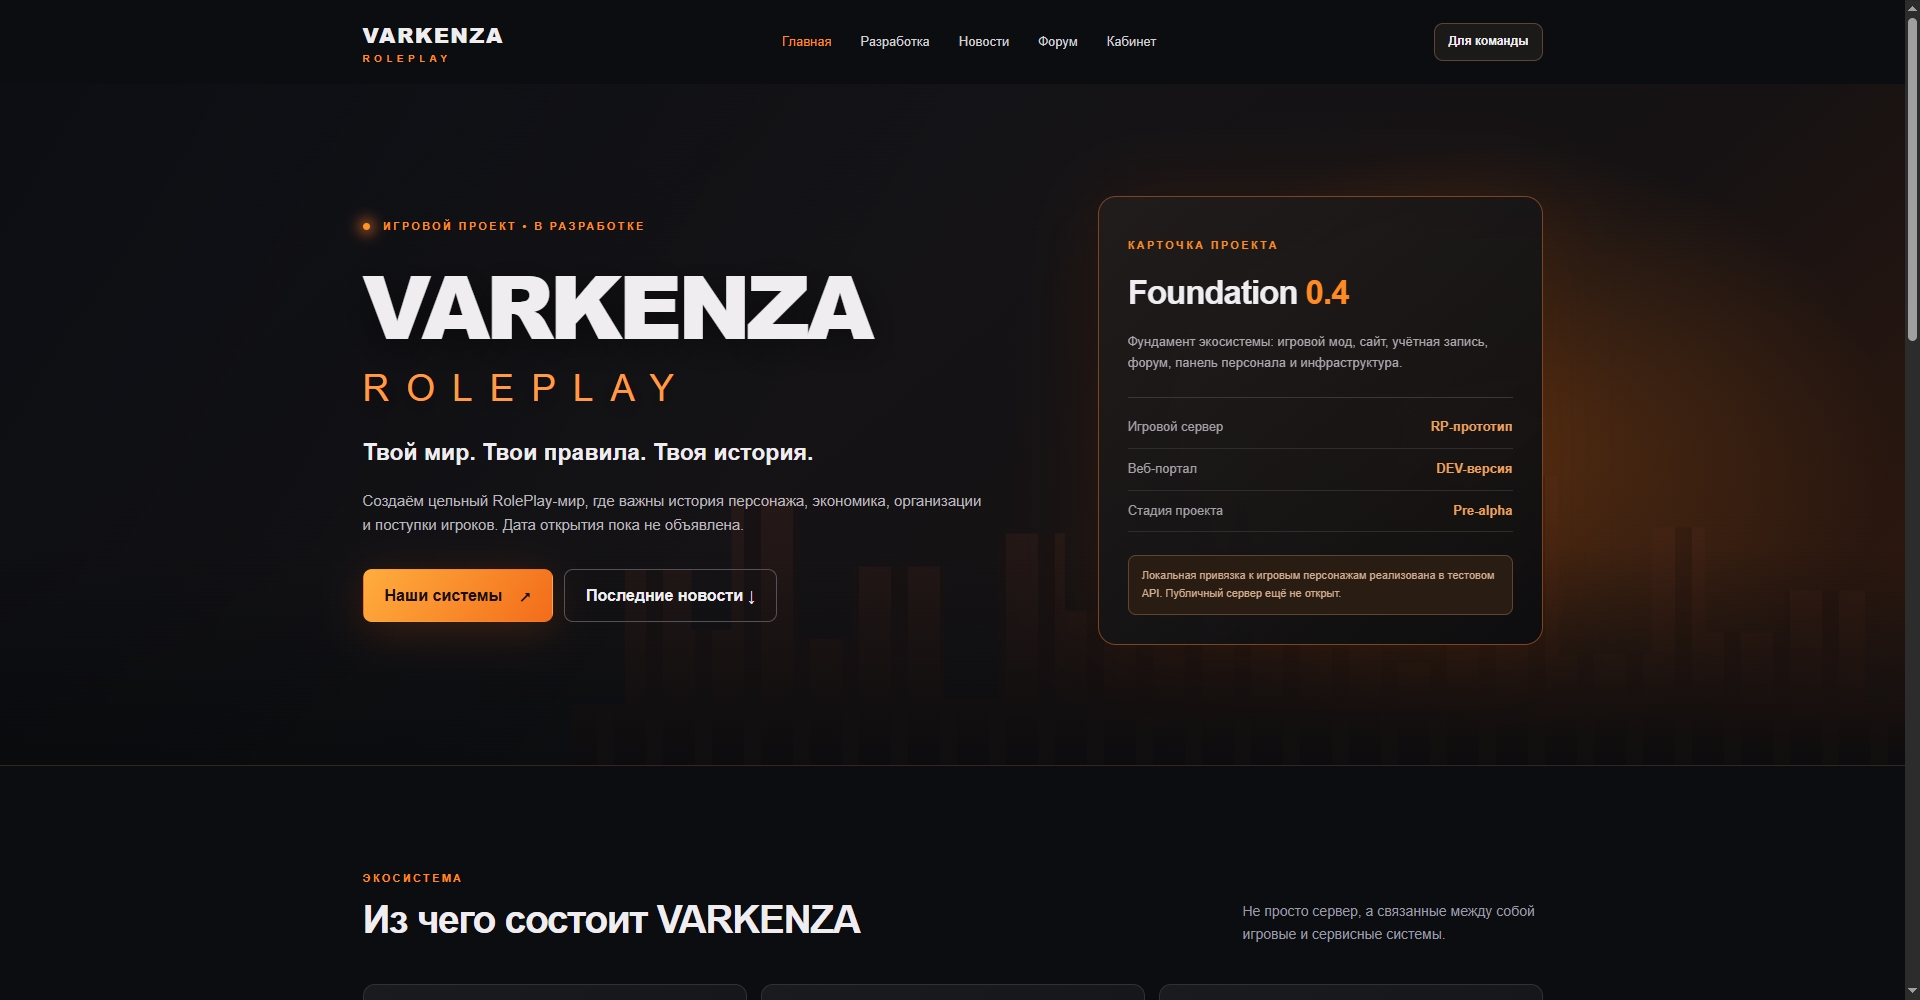 VARKENZA
ROLEPLAY
Главная
Разработка
Новости
Форум
Кабинет
Для команды
ИГРОВОЙ ПРОЕКТ • В РАЗРАБОТКЕ
VARKENZA
ROLEPLAY
Твой мир. Твои правила. Твоя история.
Создаём цельный RolePlay-мир, где важны история персонажа, экономика, организации
и поступки игроков. Дата открытия пока не объявлена.
Наши системы ↗
Последние новости ↓
КАРТОЧКА ПРОЕКТА
Foundation 0.4
Фундамент экосистемы: игровой мод, сайт, учётная запись,
форум, панель персонала и инфраструктура.
Игровой сервер RP-прототип
Веб-портал DEV-версия
Стадия проекта Pre-alpha
Локальная привязка к игровым персонажам реализована в тестовом
API. Публичный сервер ещё не открыт.
ЭКОСИСТЕМА
Из чего состоит VARKENZA
Не просто сервер, а связанные между собой
игровые и сервисные системы.